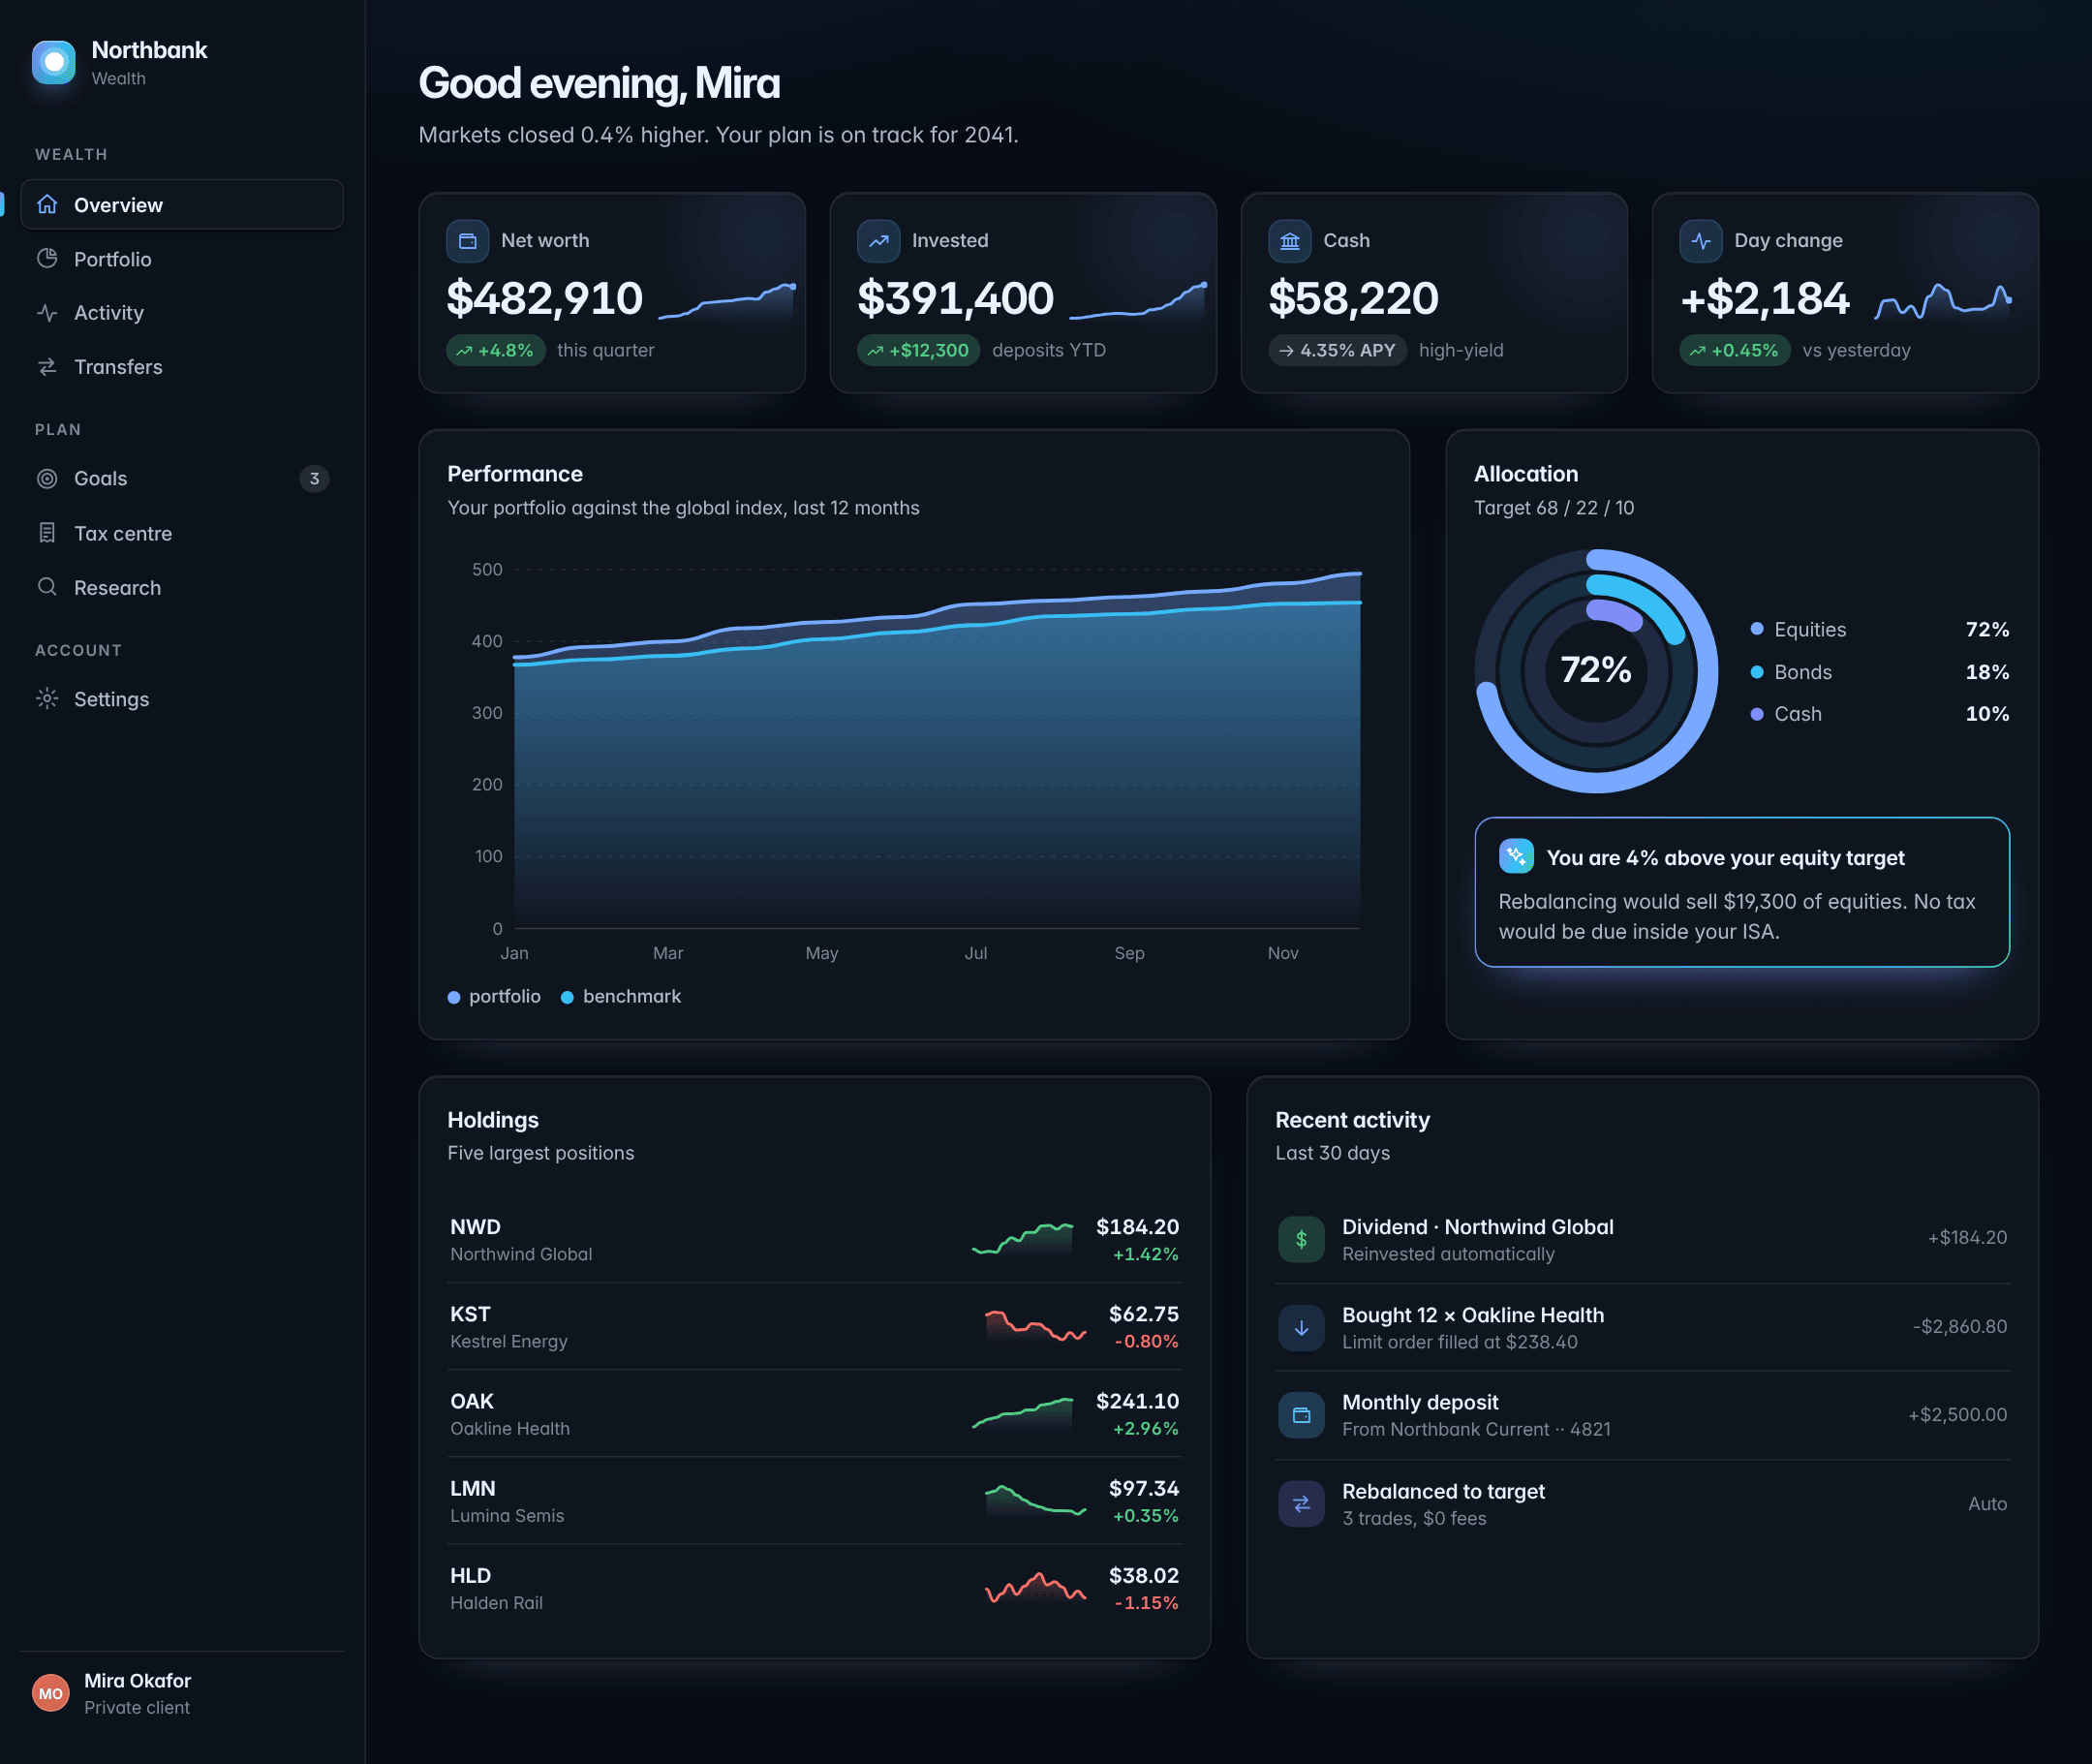 Northbank
Wealth
WEALTH
Overview
Portfolio
Activity
Transfers
PLAN
Goals
3
Tax centre
Research
ACCOUNT
Settings
MO
Mira Okafor
Private client
Good evening, Mira
Markets closed 0.4% higher. Your plan is on track for 2041.
Net worth
$482,910
+4.8% this quarter
Invested
$391,400
+$12,300 deposits YTD
Cash
$58,220
4.35% APY high-yield
Day change
+$2,184
+0.45% vs yesterday
Performance
Your portfolio against the global index, last 12 months
500
400
300
200
100
0
Jan Mar May Jul Sep Nov
portfolio benchmark
Allocation
Target 68 / 22 / 10
72%
Equities 72%
Bonds 18%
Cash 10%
You are 4% above your equity target
Rebalancing would sell $19,300 of equities. No tax
would be due inside your ISA.
Holdings
Five largest positions
NWD $184.20
Northwind Global +1.42%
KST $62.75
Kestrel Energy -0.80%
OAK $241.10
Oakline Health +2.96%
LMN $97.34
Lumina Semis +0.35%
HLD $38.02
Halden Rail -1.15%
Recent activity
Last 30 days
Dividend · Northwind Global
Reinvested automatically
+$184.20
Bought 12 × Oakline Health
Limit order filled at $238.40
-$2,860.80
Monthly deposit
From Northbank Current ·· 4821
+$2,500.00
Rebalanced to target
3 trades, $0 fees
Auto